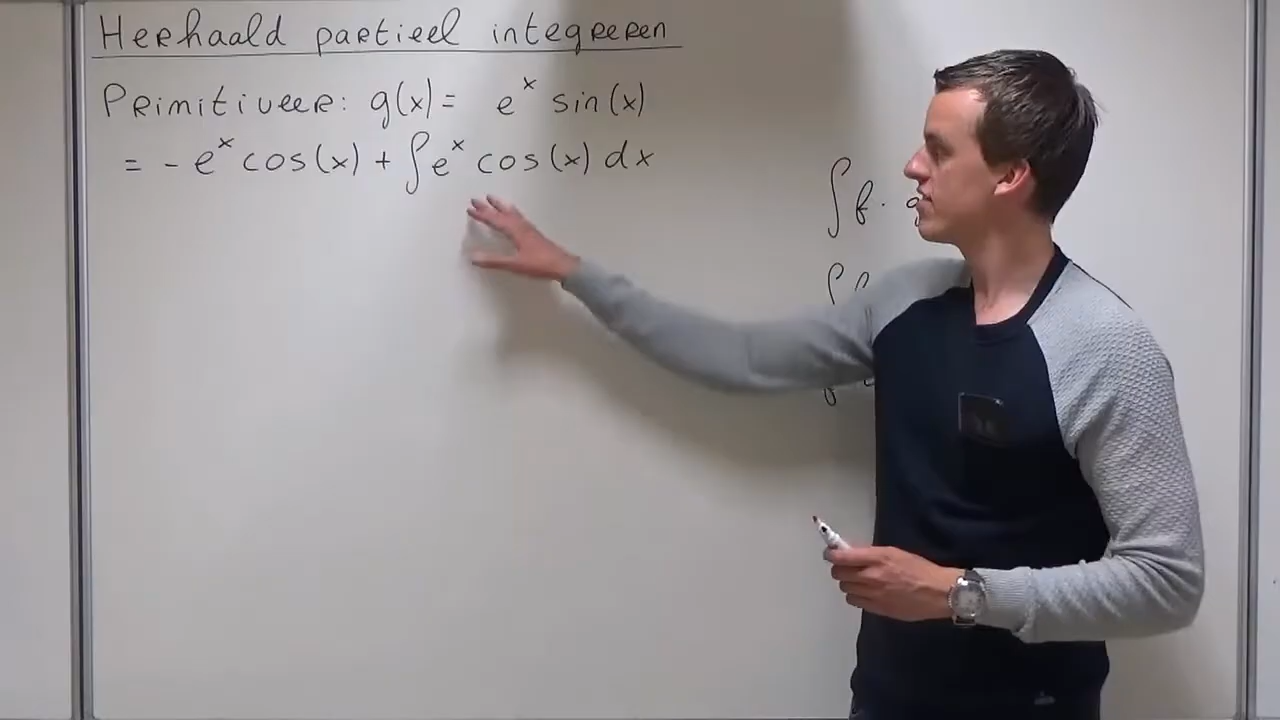 Herhaald partieel integreren
Primitiveer: g(x) = e^x sin(x)
= - e^x cos(x) + ∫e^x cos(x) dx
∫f · g
∫